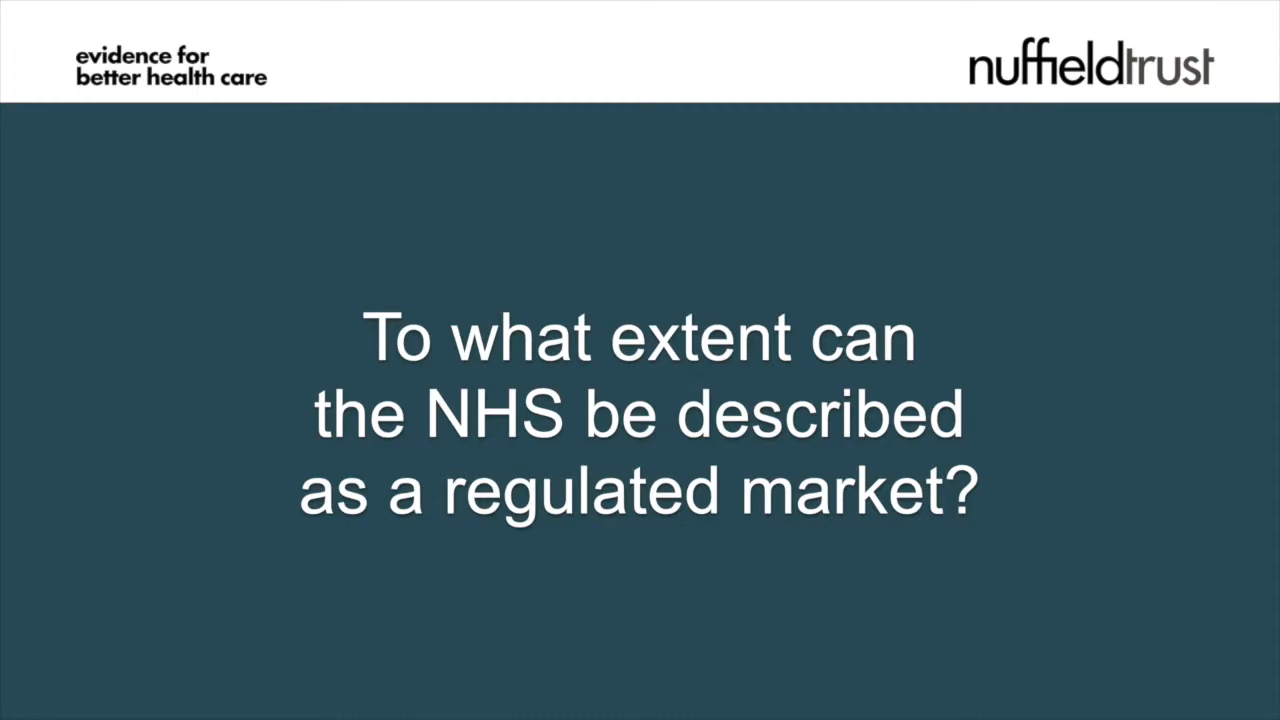 evidence for
better health care
nuffieldtrust
To what extent can
the NHS be described
as a regulated market?